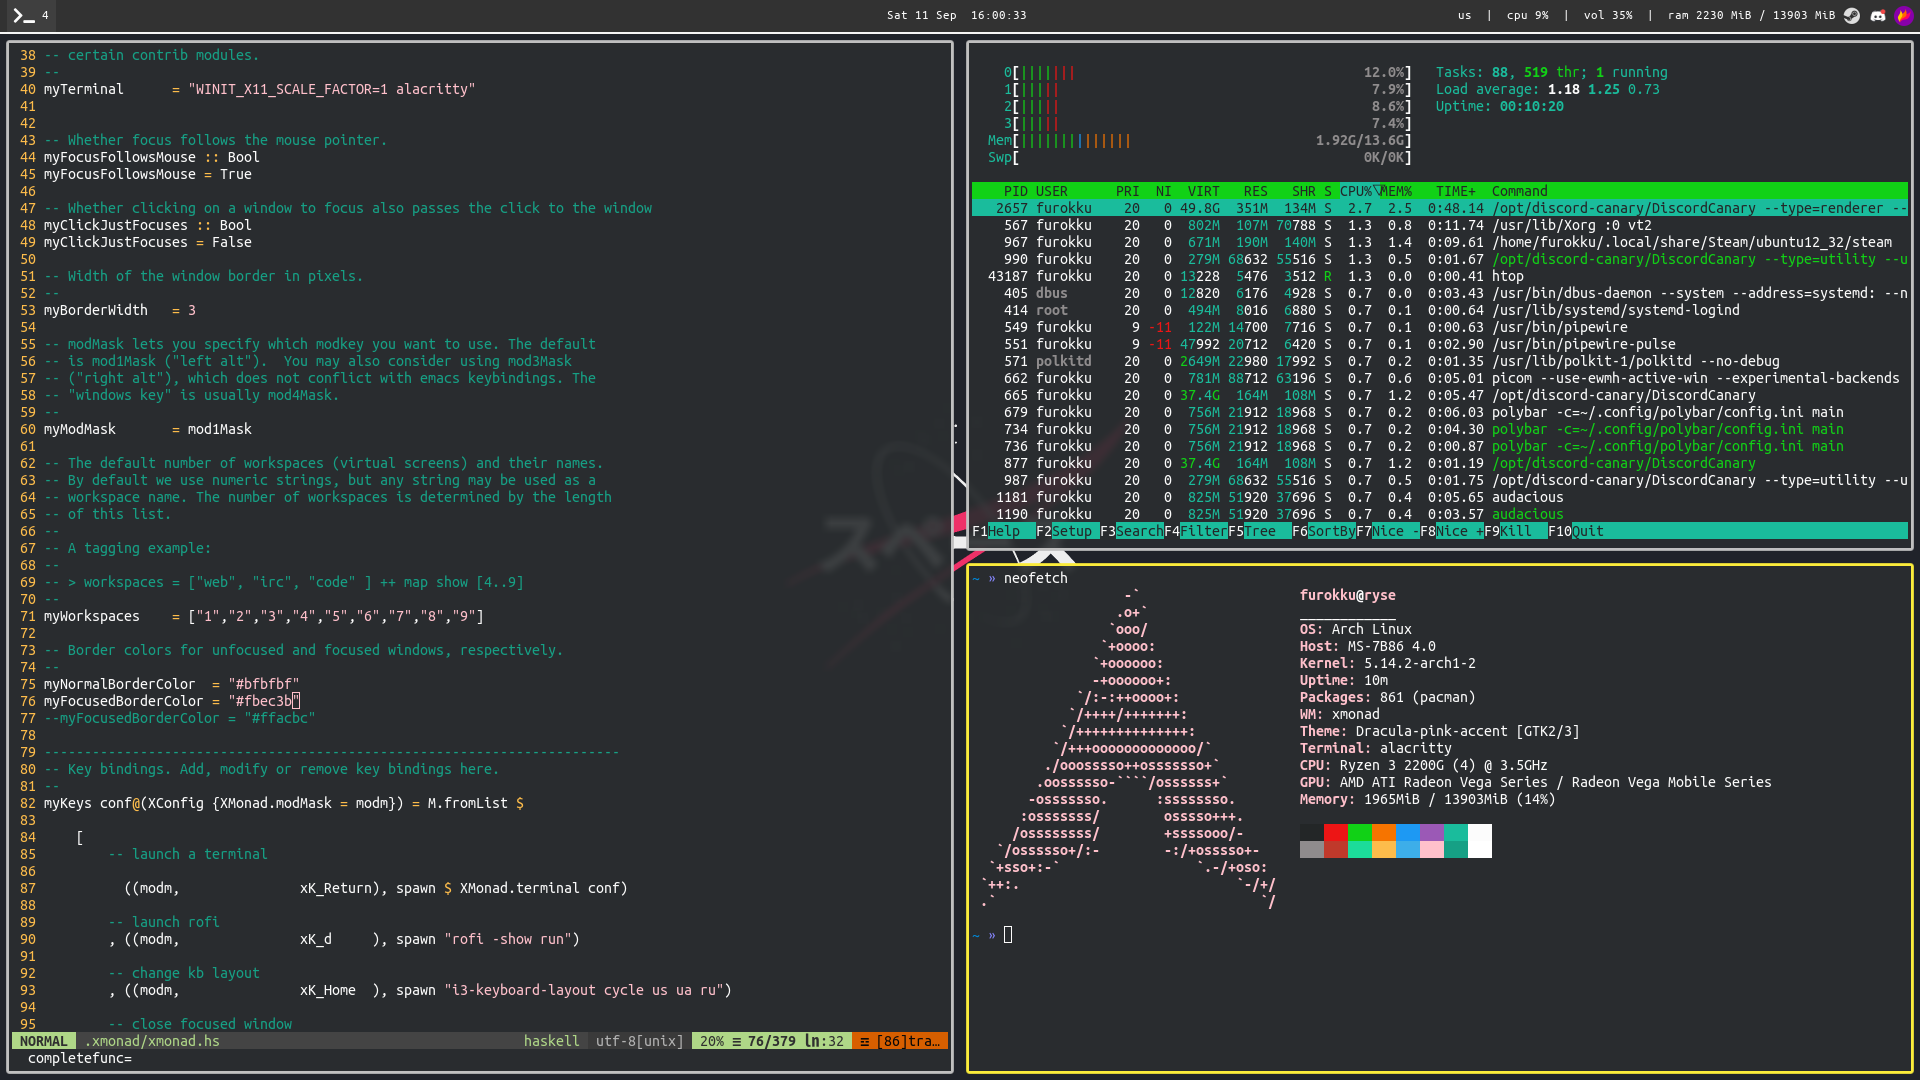 4
Sat 11 Sep  16:00:33
us  |  cpu 9%  |  vol 35%  |  ram 2230 MiB / 13903 MiB
38 -- certain contrib modules.
39 --
40 myTerminal      = "WINIT_X11_SCALE_FACTOR=1 alacritty"
41
42
43 -- Whether focus follows the mouse pointer.
44 myFocusFollowsMouse :: Bool
45 myFocusFollowsMouse = True
46
47 -- Whether clicking on a window to focus also passes the click to the window
48 myClickJustFocuses :: Bool
49 myClickJustFocuses = False
50
51 -- Width of the window border in pixels.
52 --
53 myBorderWidth   = 3
54
55 -- modMask lets you specify which modkey you want to use. The default
56 -- is mod1Mask ("left alt").  You may also consider using mod3Mask
57 -- ("right alt"), which does not conflict with emacs keybindings. The
58 -- "windows key" is usually mod4Mask.
59 --
60 myModMask       = mod1Mask
61
62 -- The default number of workspaces (virtual screens) and their names.
63 -- By default we use numeric strings, but any string may be used as a
64 -- workspace name. The number of workspaces is determined by the length
65 -- of this list.
66 --
67 -- A tagging example:
68 --
69 -- > workspaces = ["web", "irc", "code" ] ++ map show [4..9]
70 --
71 myWorkspaces    = ["1","2","3","4","5","6","7","8","9"]
72
73 -- Border colors for unfocused and focused windows, respectively.
74 --
75 myNormalBorderColor  = "#bfbfbf"
76 myFocusedBorderColor = "#fbec3b"
77 --myFocusedBorderColor = "#ffacbc"
78
79 ------------------------------------------------------------------------
80 -- Key bindings. Add, modify or remove key bindings here.
81 --
82 myKeys conf@(XConfig {XMonad.modMask = modm}) = M.fromList $
83
84     [
85         -- launch a terminal
86
87           ((modm,               xK_Return), spawn $ XMonad.terminal conf)
88
89         -- launch rofi
90         , ((modm,               xK_d     ), spawn "rofi -show run")
91
92         -- change kb layout
93         , ((modm,               xK_Home  ), spawn "i3-keyboard-layout cycle us ua ru")
94
95         -- close focused window
NORMAL  .xmonad/xmonad.hs  haskell  utf-8[unix]  20% ≡ 76/379 ln:32  ☲ [86]tra…
completefunc=
0[||||||| 12.0%]
1[||||| 7.9%]
2[||||| 8.6%]
3[||||| 7.4%]
Mem[|||||||||||||| 1.92G/13.6G]
Swp[ 0K/0K]
Tasks: 88, 519 thr; 1 running
Load average: 1.18 1.25 0.73
Uptime: 00:10:20
PID USER      PRI  NI  VIRT   RES   SHR S CPU%▽MEM%   TIME+  Command
2657 furokku    20   0 49.8G  351M  134M S  2.7  2.5  0:48.14 /opt/discord-canary/DiscordCanary --type=renderer --
567 furokku    20   0  802M  107M 70788 S  1.3  0.8  0:11.74 /usr/lib/Xorg :0 vt2
967 furokku    20   0  671M  190M  140M S  1.3  1.4  0:09.61 /home/furokku/.local/share/Steam/ubuntu12_32/steam
990 furokku    20   0  279M 68632 55516 S  1.3  0.5  0:01.67 /opt/discord-canary/DiscordCanary --type=utility --u
43187 furokku    20   0 13228  5476  3512 R  1.3  0.0  0:00.41 htop
405 dbus       20   0 12820  6176  4928 S  0.7  0.0  0:03.43 /usr/bin/dbus-daemon --system --address=systemd: --n
414 root       20   0  494M  8016  6880 S  0.7  0.1  0:00.64 /usr/lib/systemd/systemd-logind
549 furokku     9 -11  122M 14700  7716 S  0.7  0.1  0:00.63 /usr/bin/pipewire
551 furokku     9 -11 47992 20712  6420 S  0.7  0.1  0:02.90 /usr/bin/pipewire-pulse
571 polkitd    20   0 2649M 22980 17992 S  0.7  0.2  0:01.35 /usr/lib/polkit-1/polkitd --no-debug
662 furokku    20   0  781M 88712 63196 S  0.7  0.6  0:05.01 picom --use-ewmh-active-win --experimental-backends
665 furokku    20   0 37.4G  164M  108M S  0.7  1.2  0:05.47 /opt/discord-canary/DiscordCanary
679 furokku    20   0  756M 21912 18968 S  0.7  0.2  0:06.03 polybar -c=~/.config/polybar/config.ini main
734 furokku    20   0  756M 21912 18968 S  0.7  0.2  0:04.30 polybar -c=~/.config/polybar/config.ini main
736 furokku    20   0  756M 21912 18968 S  0.7  0.2  0:00.87 polybar -c=~/.config/polybar/config.ini main
877 furokku    20   0 37.4G  164M  108M S  0.7  1.2  0:01.19 /opt/discord-canary/DiscordCanary
987 furokku    20   0  279M 68632 55516 S  0.7  0.5  0:01.75 /opt/discord-canary/DiscordCanary --type=utility --u
1181 furokku    20   0  825M 51920 37696 S  0.7  0.4  0:05.65 audacious
1190 furokku    20   0  825M 51920 37696 S  0.7  0.4  0:03.57 audacious
F1Help  F2Setup F3SearchF4FilterF5Tree  F6SortByF7Nice -F8Nice +F9Kill  F10Quit
~ » neofetch
furokku@ryse
____________
OS: Arch Linux
Host: MS-7B86 4.0
Kernel: 5.14.2-arch1-2
Uptime: 10m
Packages: 861 (pacman)
WM: xmonad
Theme: Dracula-pink-accent [GTK2/3]
Terminal: alacritty
CPU: Ryzen 3 2200G (4) @ 3.5GHz
GPU: AMD ATI Radeon Vega Series / Radeon Vega Mobile Series
Memory: 1965MiB / 13903MiB (14%)
~ »